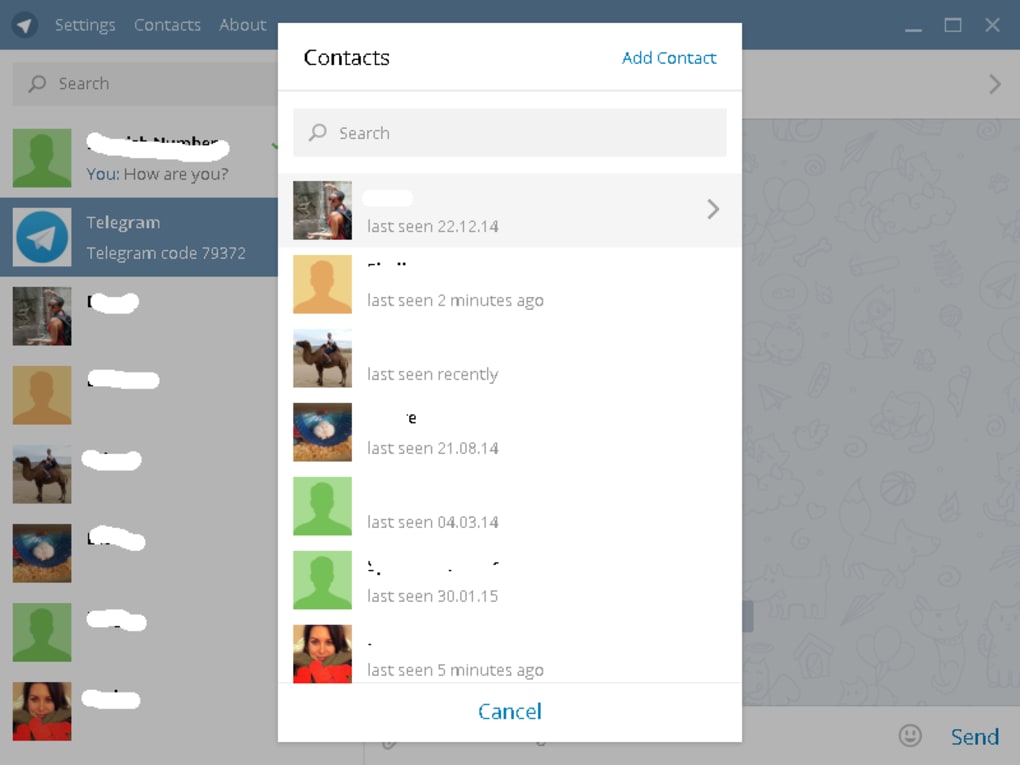 Settings Contacts About
Search
Number
You: How are you?
Telegram
Telegram code 79372
Contacts
Add Contact
Search
last seen 22.12.14
last seen 2 minutes ago
last seen recently
last seen 21.08.14
last seen 04.03.14
last seen 30.01.15
last seen 5 minutes ago
Cancel
Send